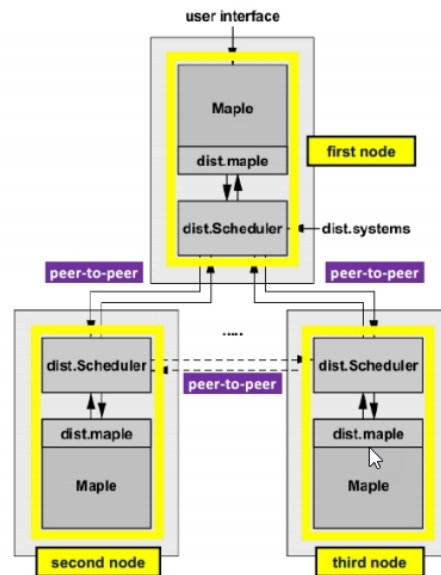 user interface
Maple
dist.maple
first node
dist.Scheduler
dist.systems
peer-to-peer
peer-to-peer
.....
dist.Scheduler
dist.Scheduler
peer-to-peer
dist.maple
dist.maple
Maple
Maple
second node
third node